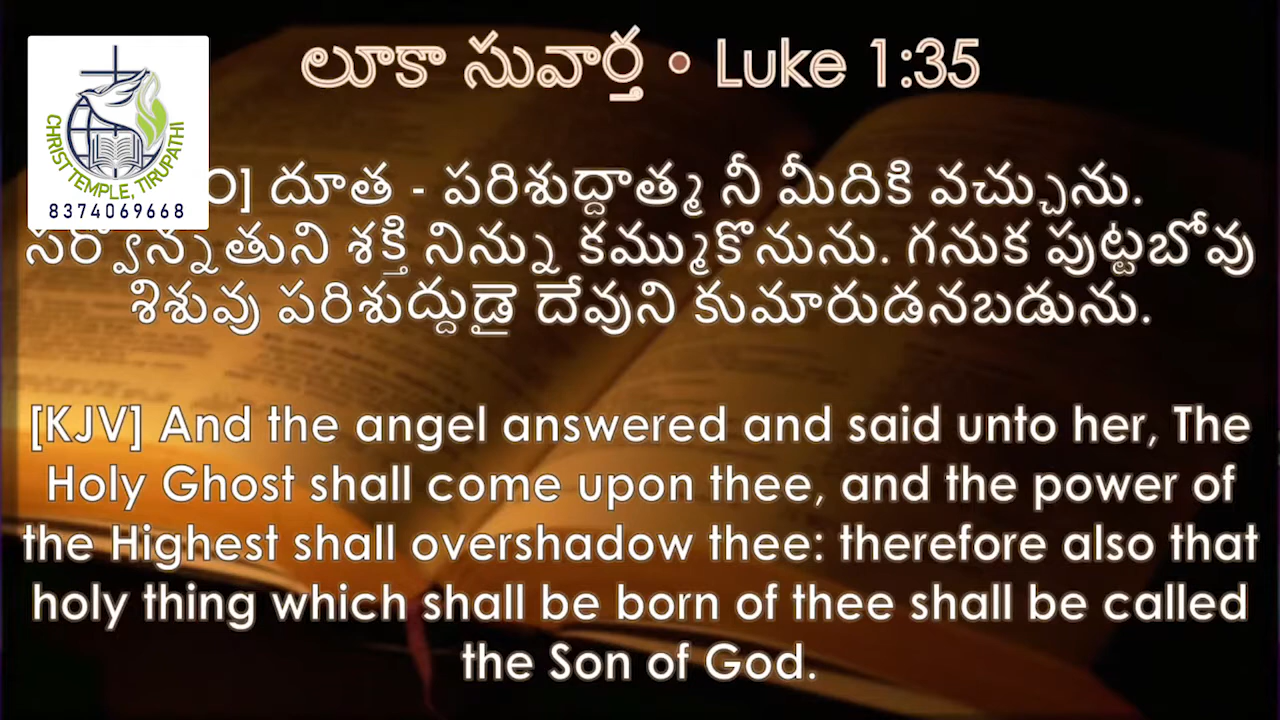 లూకా సువార్త • Luke 1:35
CHRIST TEMPLE, TIRUPATHI
8374069668
దూత - పరిశుద్దాత్మ నీ మీదికి వచ్చును.
సర్వోన్నతుని శక్తి నిన్ను కమ్ముకొనును. గనుక పుట్టబోవు
శిశువు పరిశుద్దుడై దేవుని కుమారుడనబడును.
[KJV] And the angel answered and said unto her, The
Holy Ghost shall come upon thee, and the power of
the Highest shall overshadow thee: therefore also that
holy thing which shall be born of thee shall be called
the Son of God.